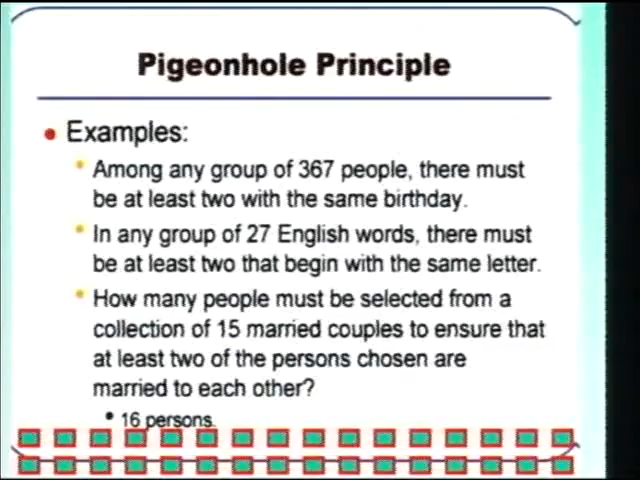 Pigeonhole Principle
Examples:
Among any group of 367 people, there must
be at least two with the same birthday.
In any group of 27 English words, there must
be at least two that begin with the same letter.
How many people must be selected from a
collection of 15 married couples to ensure that
at least two of the persons chosen are
married to each other?
16 persons.